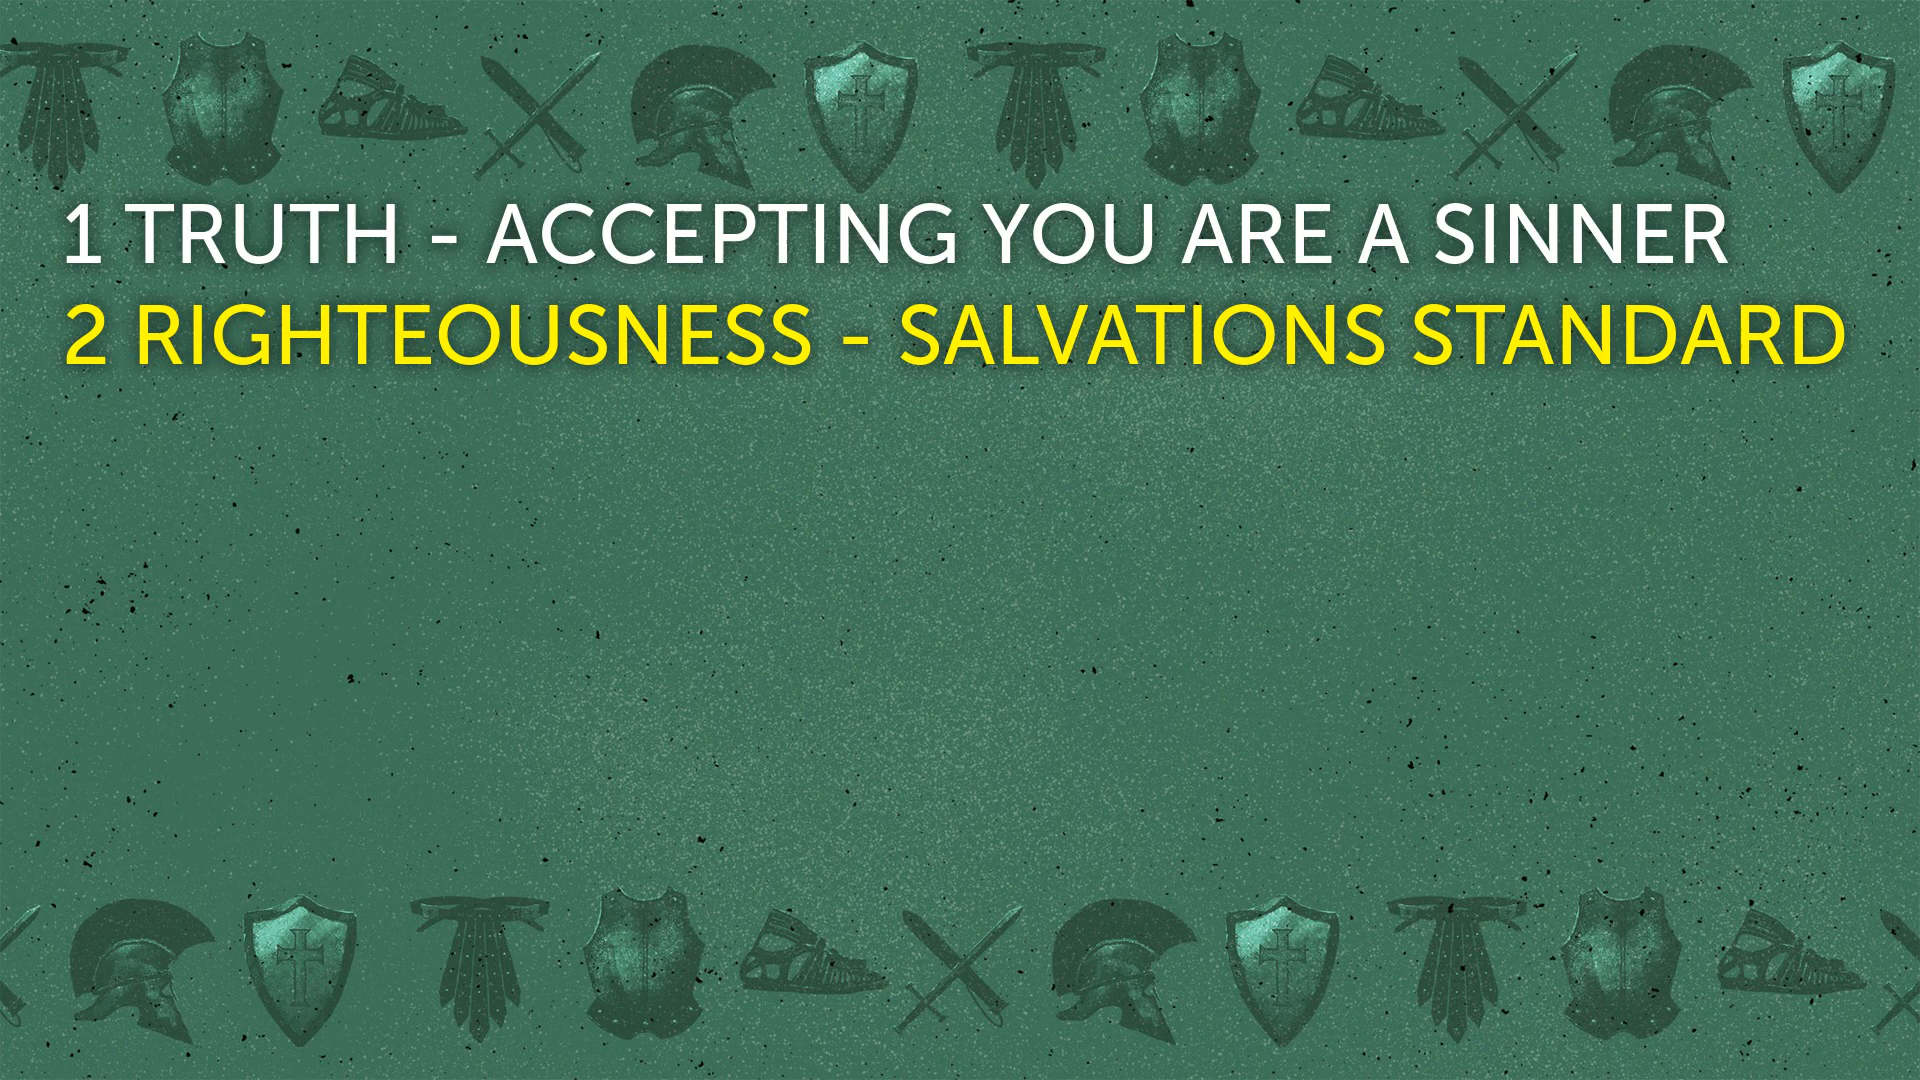 1 TRUTH - ACCEPTING YOU ARE A SINNER
2 RIGHTEOUSNESS - SALVATIONS STANDARD